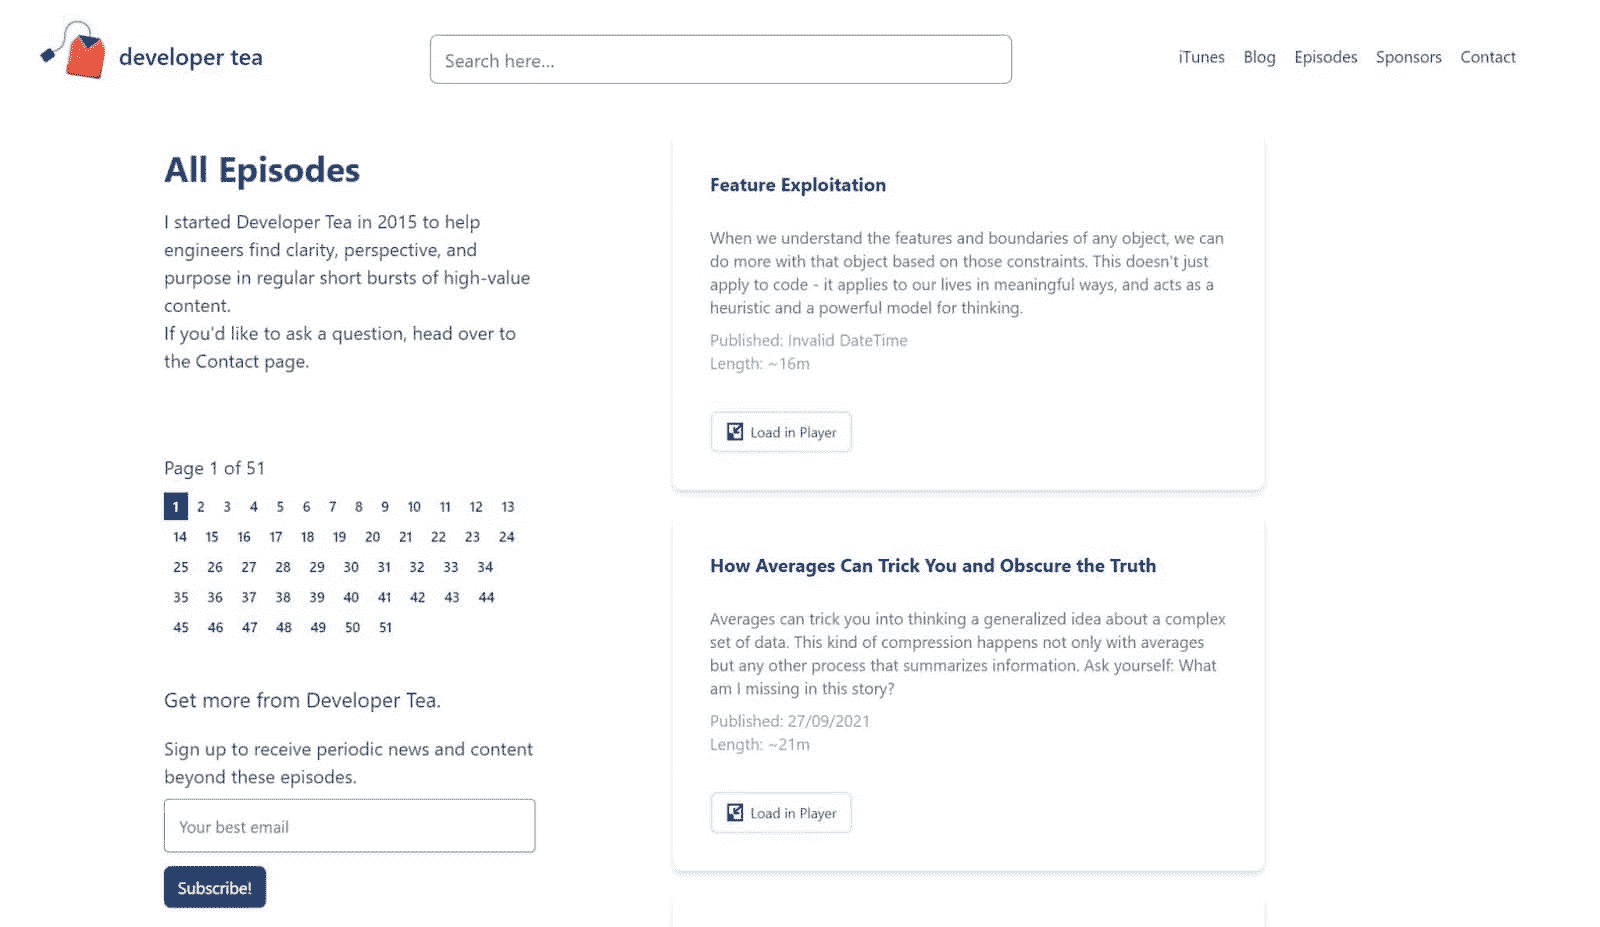 developer tea
Search here...
iTunes Blog Episodes Sponsors Contact
All Episodes
I started Developer Tea in 2015 to help
engineers find clarity, perspective, and
purpose in regular short bursts of high-value
content.
If you'd like to ask a question, head over to
the Contact page.
Page 1 of 51
1 2 3 4 5 6 7 8 9 10 11 12 13
14 15 16 17 18 19 20 21 22 23 24
25 26 27 28 29 30 31 32 33 34
35 36 37 38 39 40 41 42 43 44
45 46 47 48 49 50 51
Get more from Developer Tea.
Sign up to receive periodic news and content
beyond these episodes.
Your best email
Subscribe!
Feature Exploitation
When we understand the features and boundaries of any object, we can
do more with that object based on those constraints. This doesn't just
apply to code - it applies to our lives in meaningful ways, and acts as a
heuristic and a powerful model for thinking.
Published: Invalid DateTime
Length: ~16m
Load in Player
How Averages Can Trick You and Obscure the Truth
Averages can trick you into thinking a generalized idea about a complex
set of data. This kind of compression happens not only with averages
but any other process that summarizes information. Ask yourself: What
am I missing in this story?
Published: 27/09/2021
Length: ~21m
Load in Player